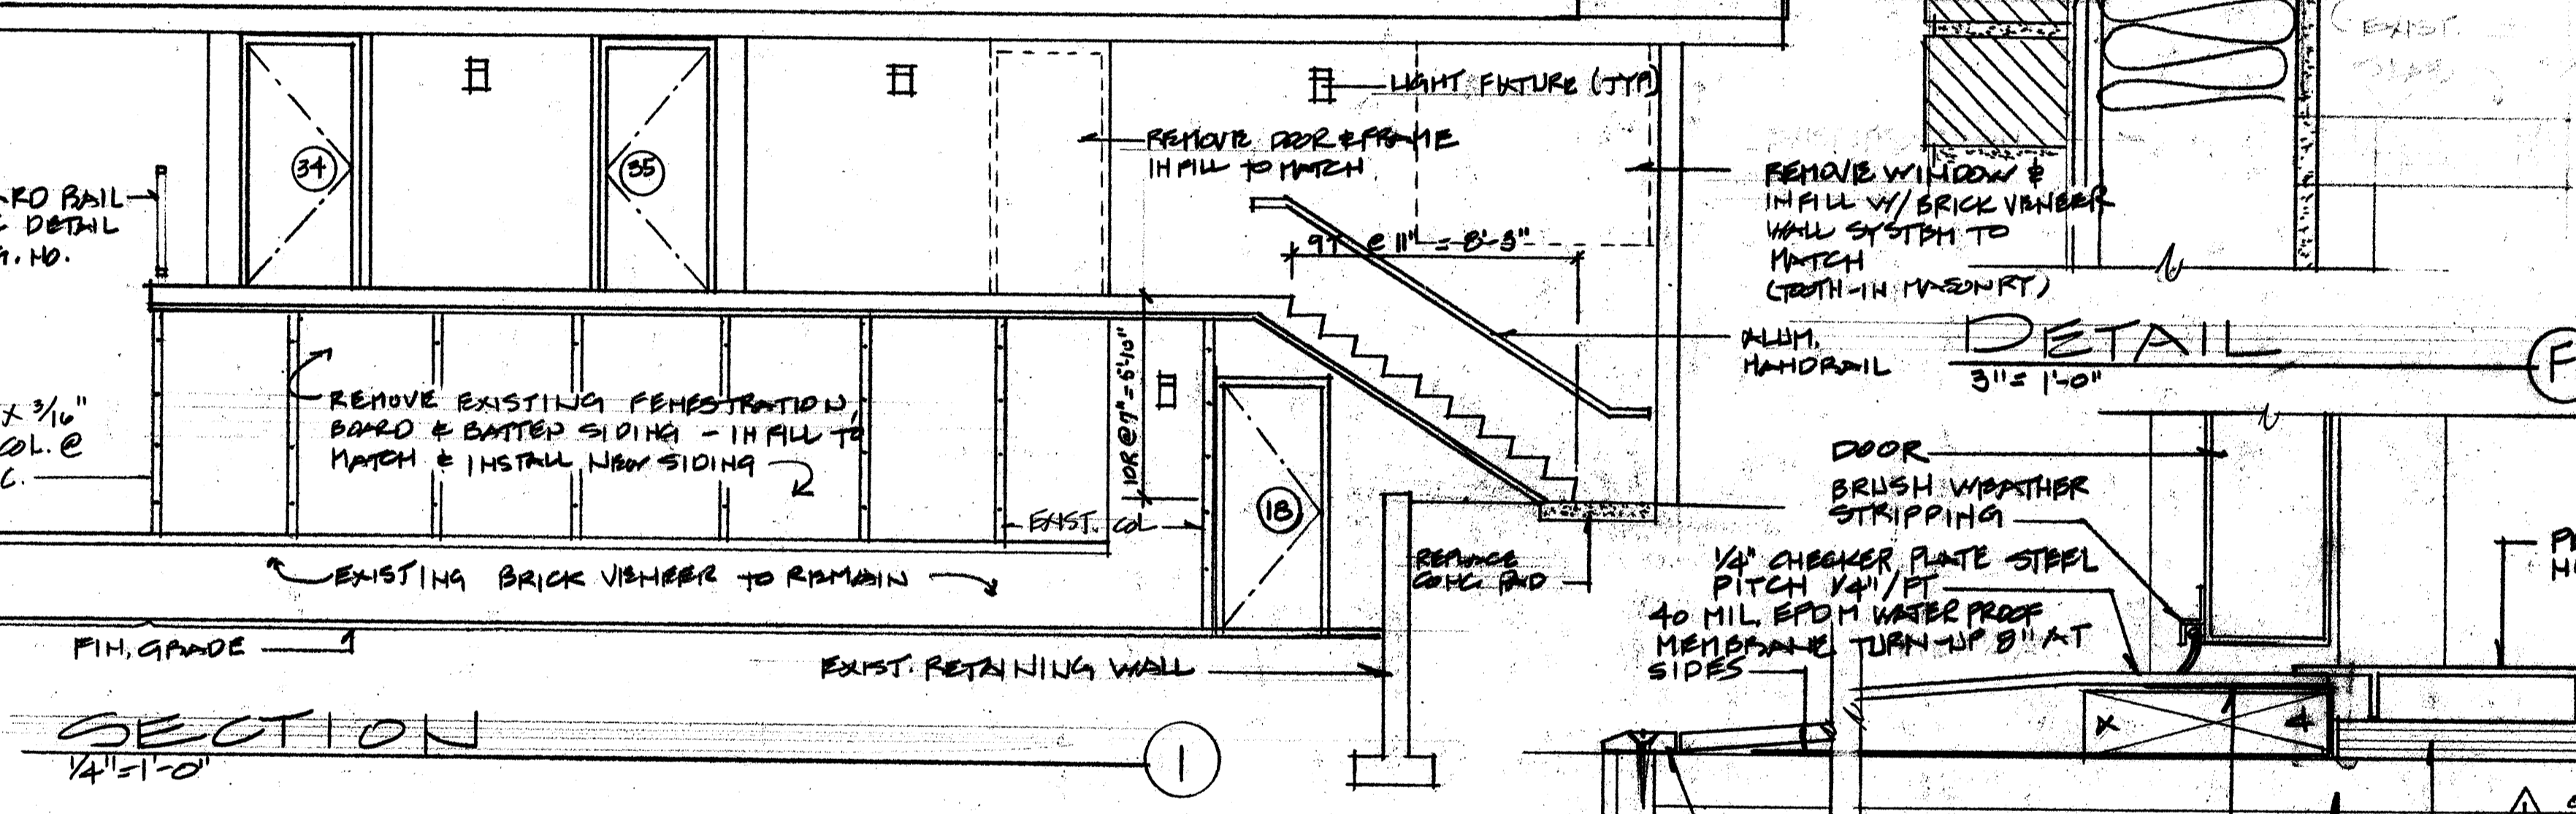 34
35
LIGHT FIXTURE (TYP)
REMOVE DOOR & FRAME
INFILL TO MATCH
REMOVE WINDOW &
INFILL W/ BRICK VENEER
WALL SYSTEM TO
MATCH
(TOOTH-IN MASONRY)
RD RAIL
DETAIL
NO.
9T @ 11" = 8'-3"
10R @ 7" = 5'-10"
ALUM.
HANDRAIL
REMOVE EXISTING FENESTRATION,
BOARD & BATTEN SIDING - INFILL TO
MATCH & INSTALL NEW SIDING
X 3/16"
COL. @
C.
18
EXIST. COL
EXISTING BRICK VENEER TO REMAIN
REPLACE
CONC. PAD
FIN. GRADE
EXIST. RETAINING WALL
SECTION
1/4"=1'-0"
1
EXIST.
SLAB
DETAIL
3"=1'-0"
F
DOOR
BRUSH WEATHER
STRIPPING
1/4" CHECKER PLATE STEEL
PITCH 1/4"/FT
40 MIL. EPDM WATERPROOF
MEMBRANE TURN-UP 8" AT
SIDES